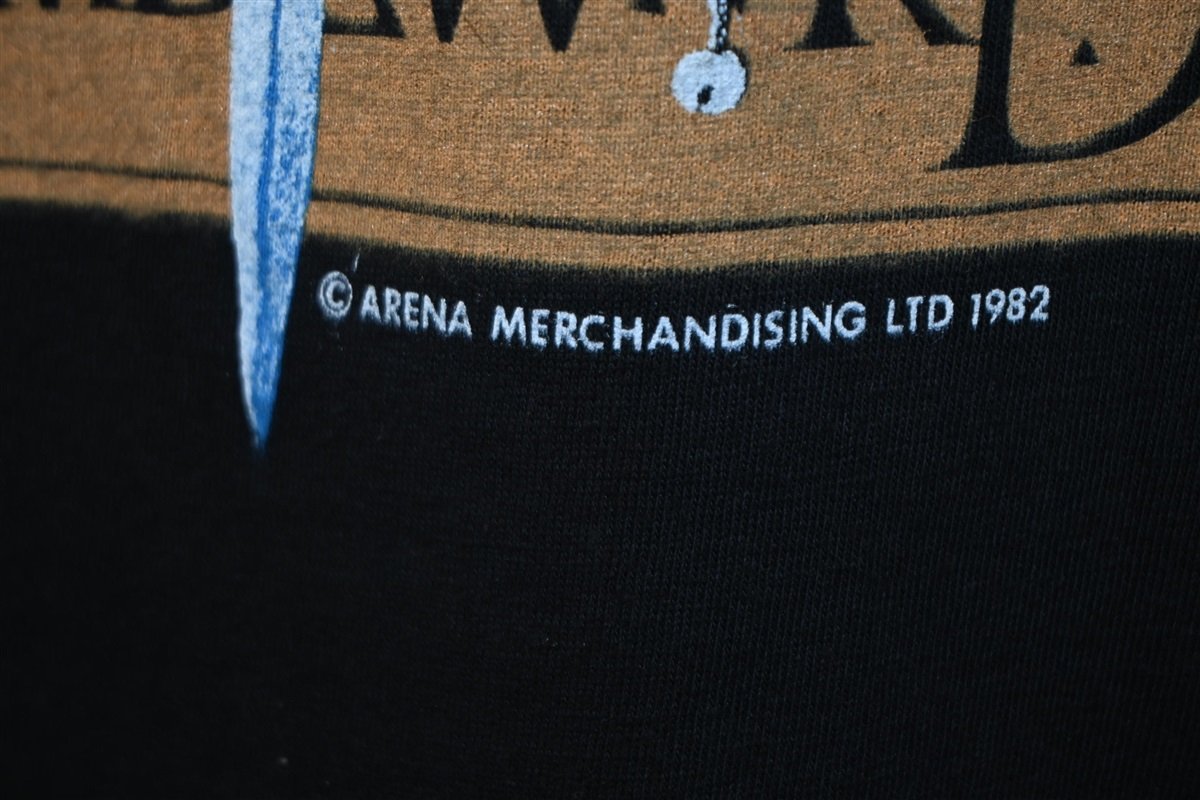 © ARENA MERCHANDISING LTD 1982